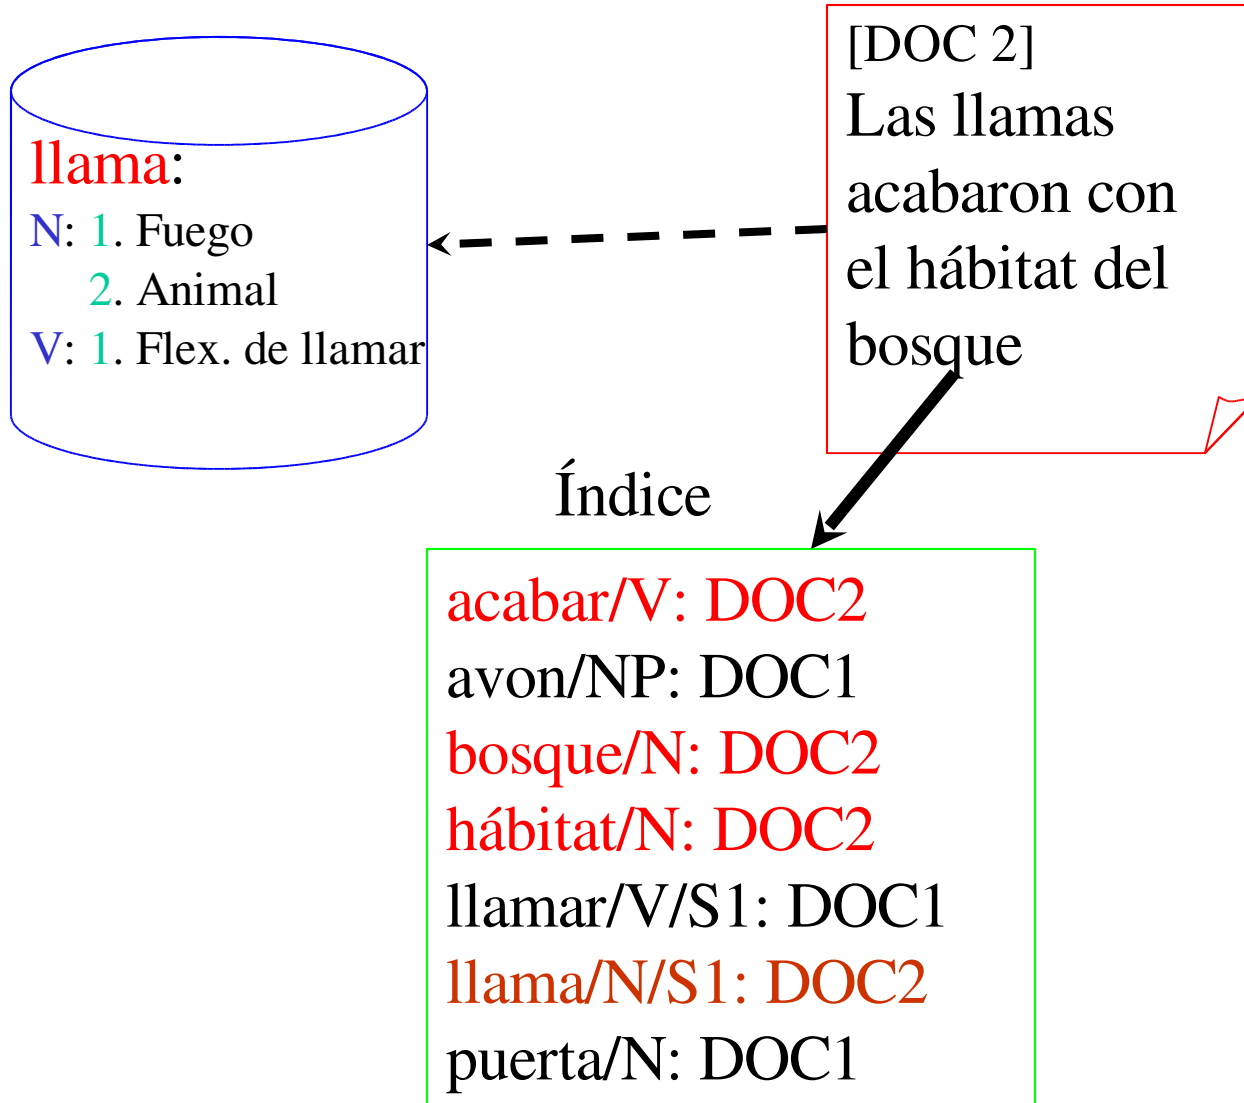 llama:
N: 1. Fuego
2. Animal
V: 1. Flex. de llamar
[DOC 2]
Las llamas
acabaron con
el hábitat del
bosque
Índice
acabar/V: DOC2
avon/NP: DOC1
bosque/N: DOC2
hábitat/N: DOC2
llamar/V/S1: DOC1
llama/N/S1: DOC2
puerta/N: DOC1